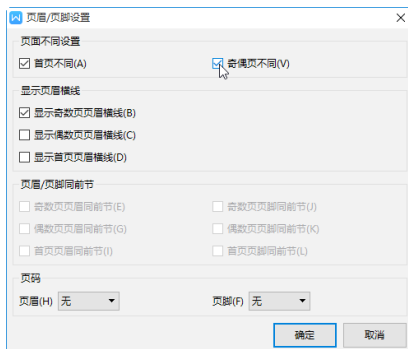 页眉/页脚设置
页面不同设置
首页不同(A) 奇偶页不同(V)
显示页眉横线
显示奇数页页眉横线(B)
显示偶数页页眉横线(C)
显示首页页眉横线(D)
页眉/页脚同前节
奇数页页眉同前节(E) 奇数页页脚同前节(J)
偶数页页眉同前节(G) 偶数页页脚同前节(K)
首页页眉同前节(I) 首页页脚同前节(L)
页码
页眉(H) 无 页脚(F) 无
确定 取消